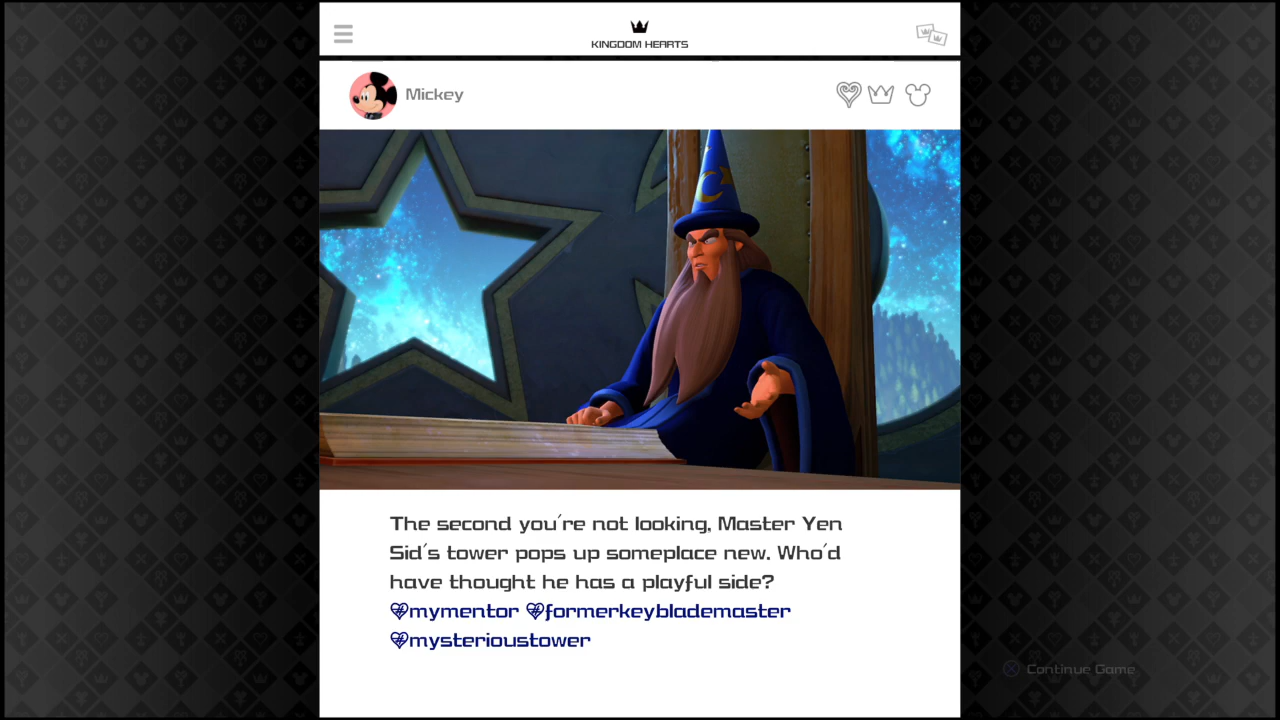 KINGDOM HEARTS
Mickey
The second you're not looking, Master Yen
Sid's tower pops up someplace new. Who'd
have thought he has a playful side?
mymentor formerkeyblademaster
mysterioustower
Continue Game